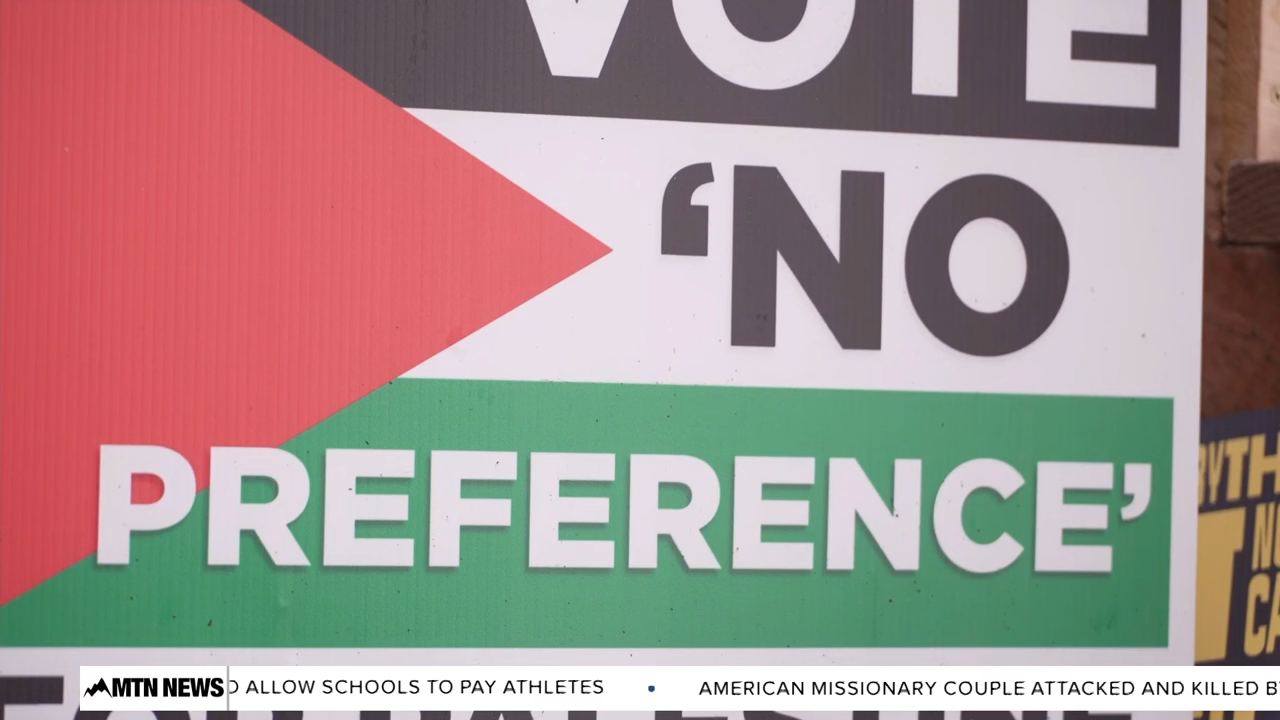 VOTE
‘NO
PREFERENCE’
MTN NEWS
ALLOW SCHOOLS TO PAY ATHLETES • AMERICAN MISSIONARY COUPLE ATTACKED AND KILLED